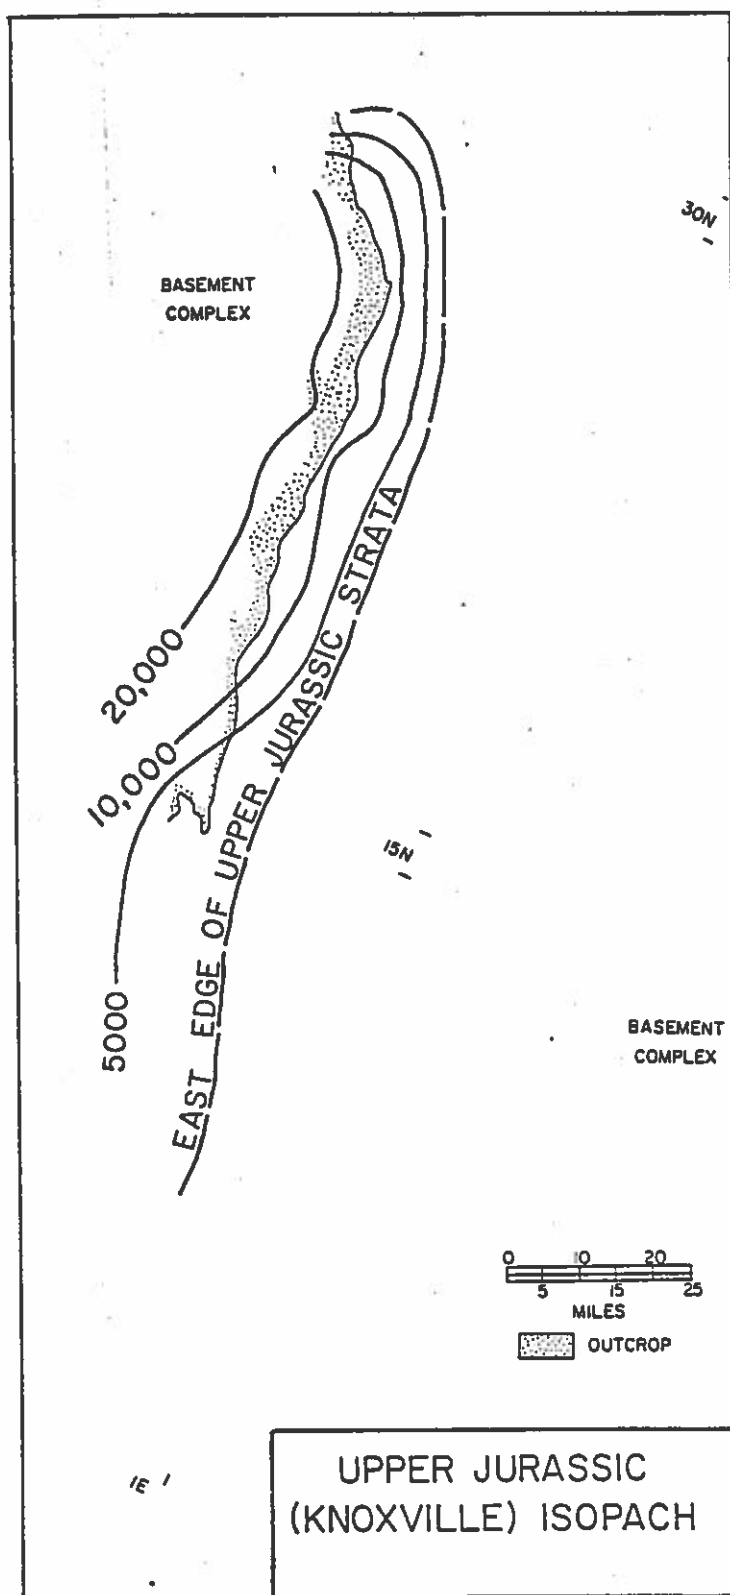 30N
BASEMENT
COMPLEX
20,000
10,000
5000
EAST EDGE OF UPPER JURASSIC STRATA
15N
BASEMENT
COMPLEX
0 10 20
5 15 25
MILES
OUTCROP
1E
UPPER JURASSIC
(KNOXVILLE) ISOPACH